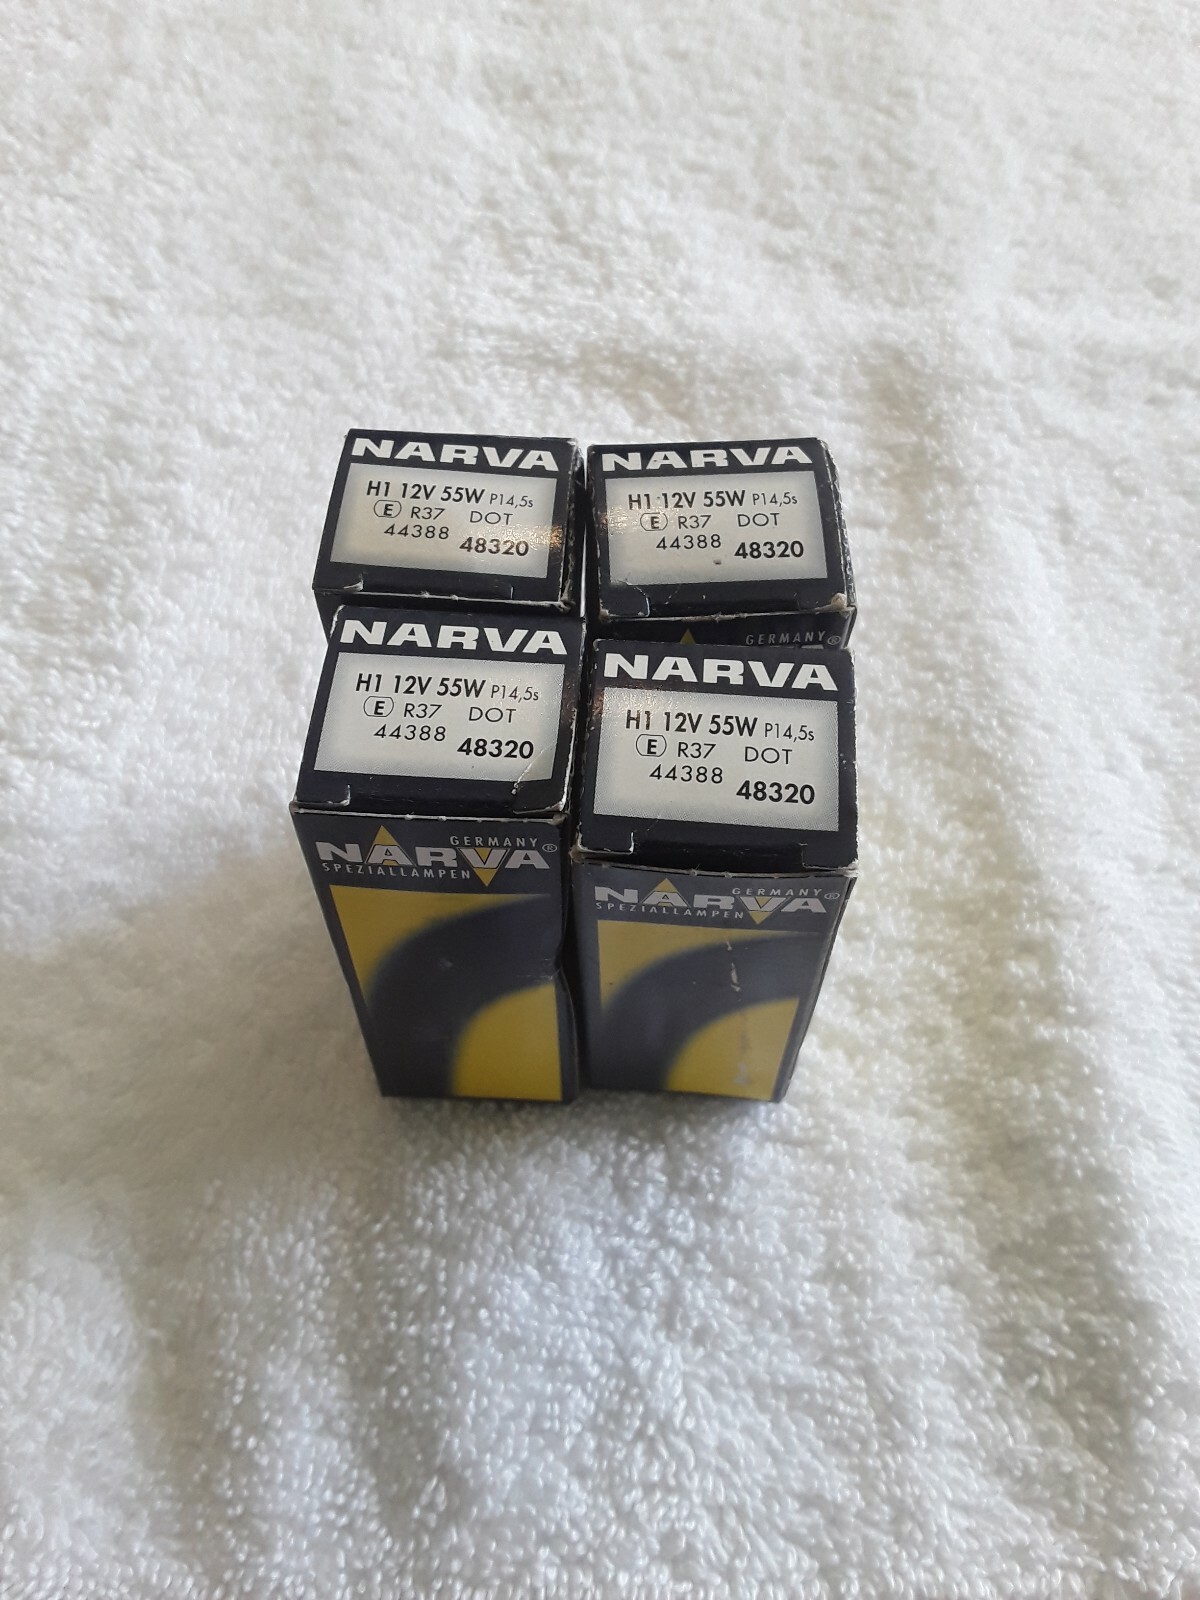 NARVA
H1 12V 55W P14,5s
E R37 DOT
44388 48320
NARVA
H1 12V 55W P14,5s
E R37 DOT
44388 48320
GERMANY®
NARVA
H1 12V 55W P14,5s
E R37 DOT
44388 48320
GERMANY
NARVA®
SPEZIALLAMPEN
NARVA
H1 12V 55W P14,5s
E R37 DOT
44388 48320
GERMANY
NARVA®
SPEZIALLAMPEN